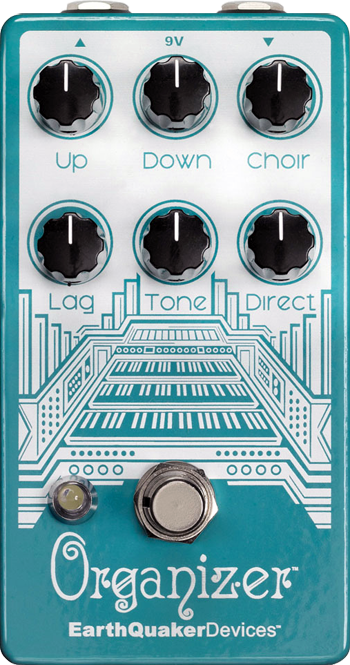 9V
Up Down Choir
Lag Tone Direct
Organizer™
EarthQuakerDevices™